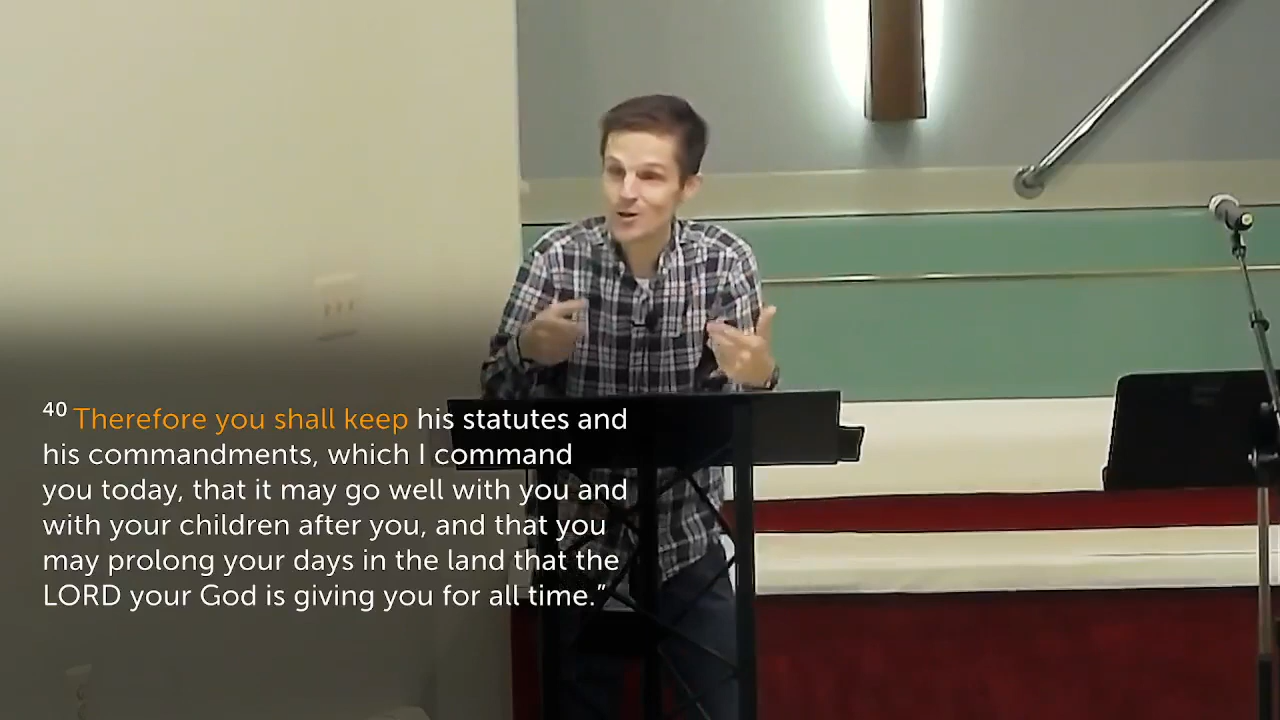 40 Therefore you shall keep his statutes and
his commandments, which I command
you today, that it may go well with you and
with your children after you, and that you
may prolong your days in the land that the
LORD your God is giving you for all time.”